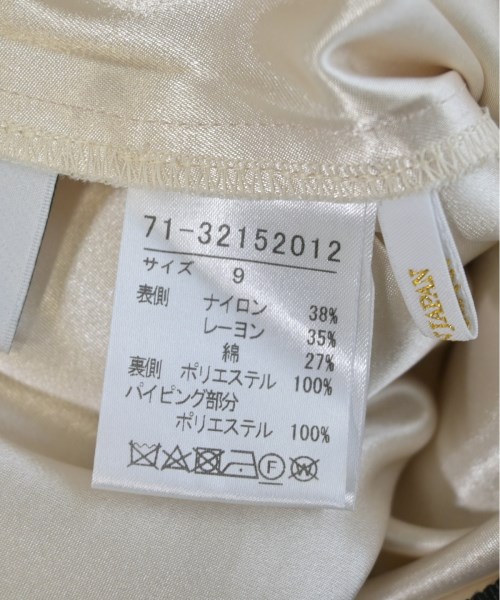 71-32152012
サイズ 9
表側 ナイロン 38%
レーヨン 35%
綿 27%
裏側 ポリエステル 100%
パイピング部分
ポリエステル 100%
F W
JAPAN